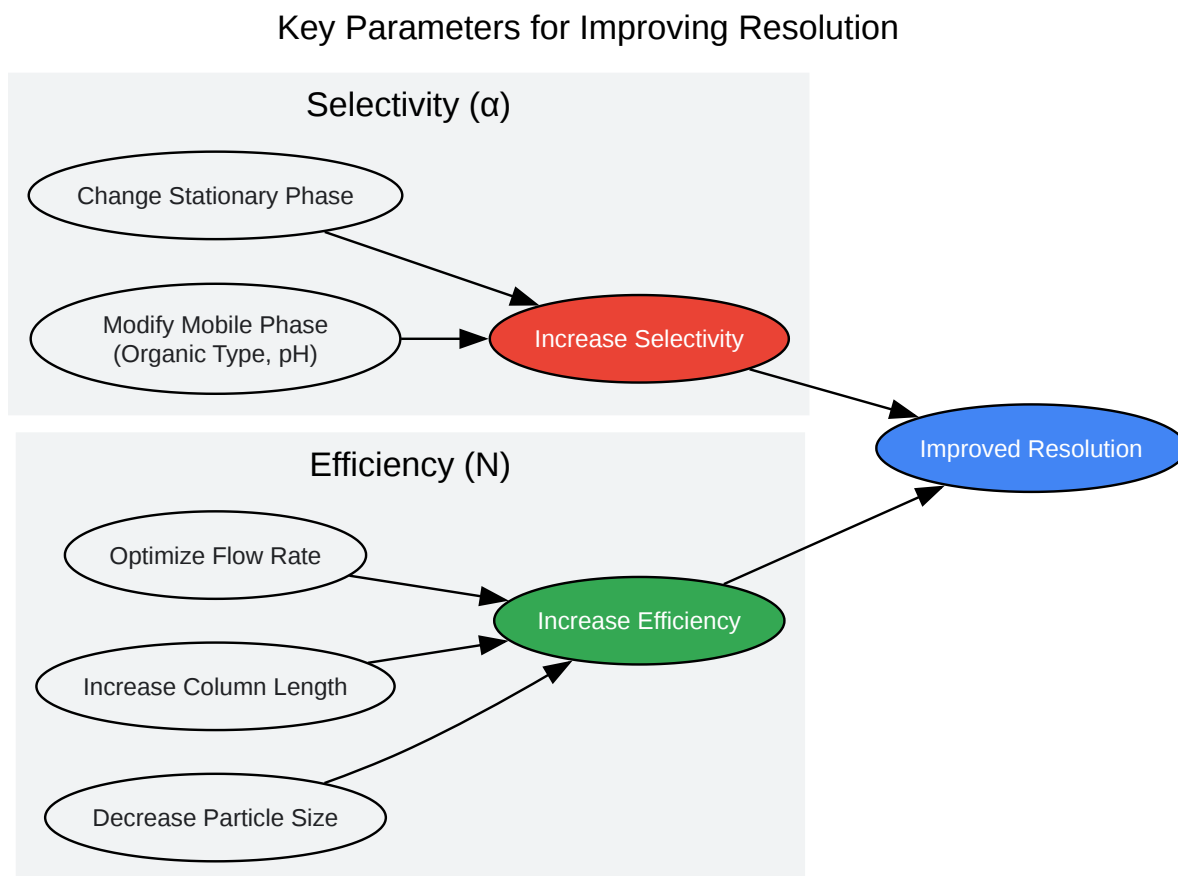 Key Parameters for Improving Resolution
Selectivity (α)
Change Stationary Phase
Modify Mobile Phase
(Organic Type, pH)
Increase Selectivity
Improved Resolution
Efficiency (N)
Optimize Flow Rate
Increase Efficiency
Increase Column Length
Decrease Particle Size